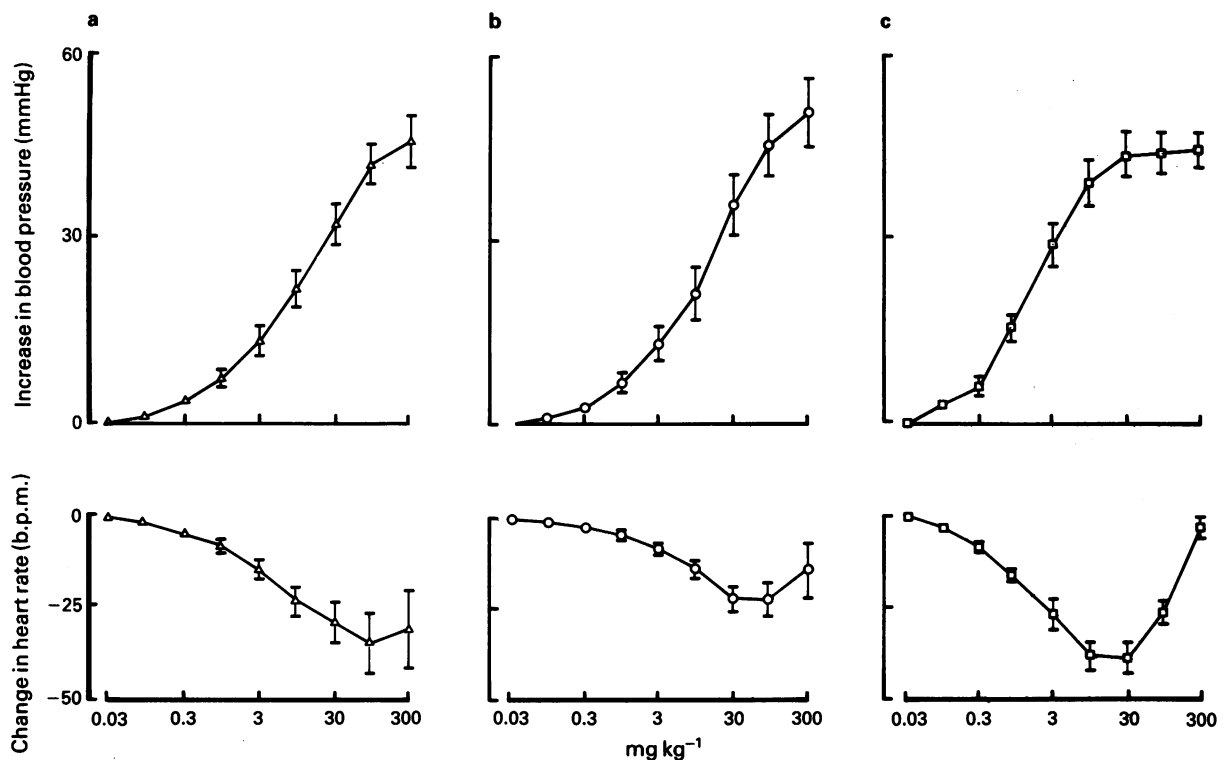 a
b
c
Increase in blood pressure (mmHg)
60
30
0
Change in heart rate (b.p.m.)
0
−25
−50
0.03 0.3 3 30 300
0.03 0.3 3 30 300
0.03 0.3 3 30 300
mg kg⁻¹